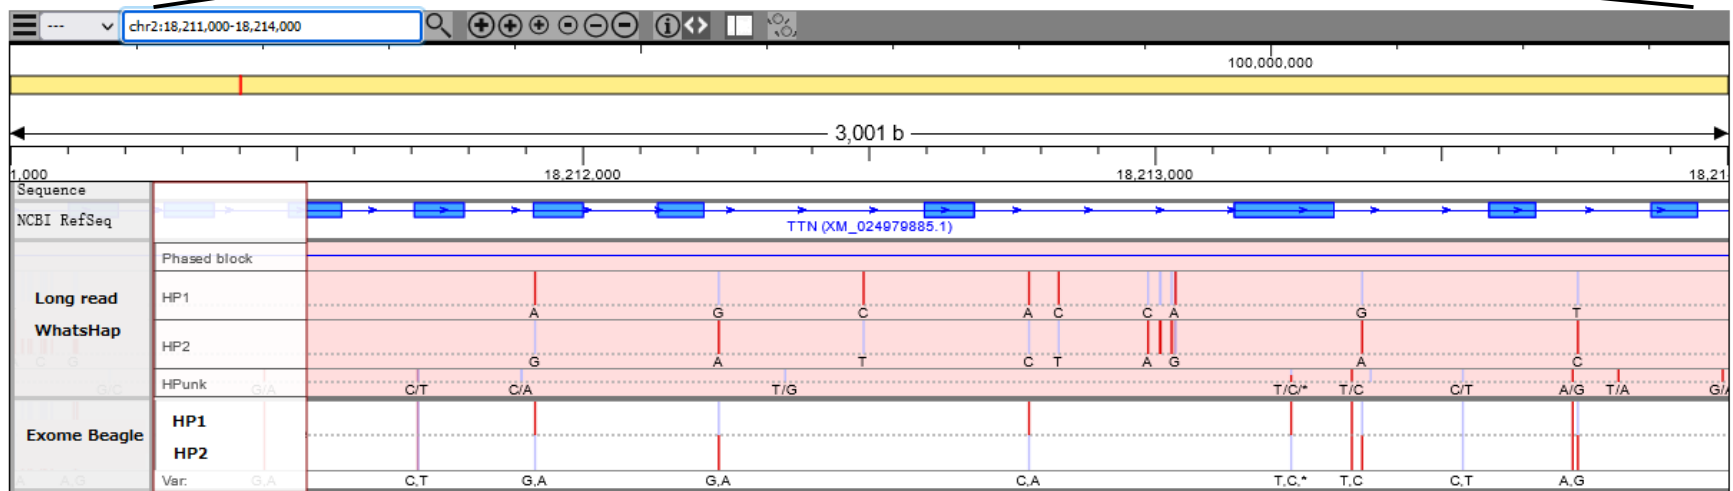 --- chr2:18,211,000-18,214,000
100,000,000
3,001 b
1,000 18,212,000 18,213,000 18,21
Sequence
NCBI RefSeq
TTN (XM_024979885.1)
Phased block
Long read
WhatsHap
HP1
A G C A C C A G T
HP2
G A T C T A G A C
C G
HPunk
G/C G/A C/T C/A T/G T/C/* T/C C/T A/G T/A G/
Exome Beagle
HP1
HP2
Var:
A A,G G,A C,T G,A G,A C,A T,C,* T,C C,T A,G